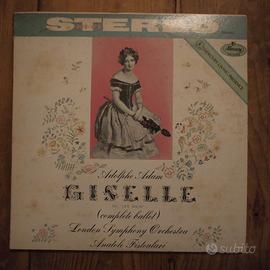 STEREO
Mercury
Adolphe Adam
GISELLE
(complete ballet)
London Symphony Orchestra
Anatole Fistoulari
subito